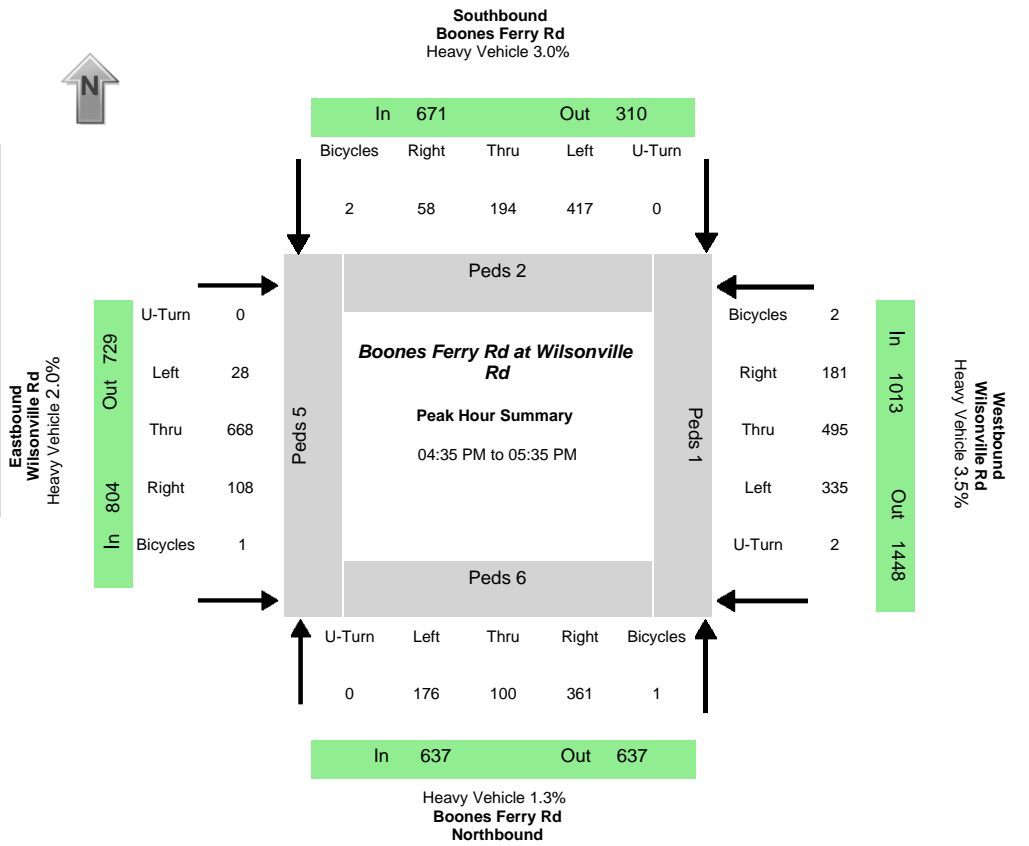 Southbound
Boones Ferry Rd
Heavy Vehicle 3.0%
N
In 671 Out 310
Bicycles Right Thru Left U-Turn
2 58 194 417 0
Peds 2
Eastbound
Wilsonville Rd
Heavy Vehicle 2.0%
Out 729
In 804
U-Turn 0
Left 28
Thru 668
Right 108
Bicycles 1
Peds 5
Boones Ferry Rd at Wilsonville
Rd
Peak Hour Summary
04:35 PM to 05:35 PM
Peds 1
Bicycles 2
Right 181
Thru 495
Left 335
U-Turn 2
In 1013
Out 1448
Westbound
Wilsonville Rd
Heavy Vehicle 3.5%
Peds 6
U-Turn Left Thru Right Bicycles
0 176 100 361 1
In 637 Out 637
Heavy Vehicle 1.3%
Boones Ferry Rd
Northbound